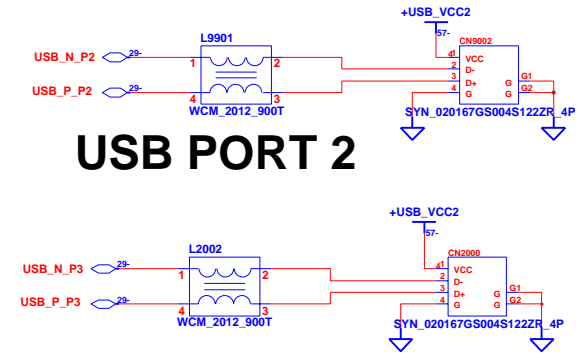 +USB_VCC2
57-
L9901
CN9002
USB_N_P2 29- 1 2 1 VCC
2 D-
USB_P_P2 29- 4 3 3 D+ G G1
4 G G G2
WCM_2012_900T
SYN_020167GS004S122ZR_4P
USB PORT 2
+USB_VCC2
57-
L2002
CN2000
USB_N_P3 29- 1 2 1 VCC
2 D-
USB_P_P3 29- 4 3 3 D+ G G1
4 G G G2
WCM_2012_900T
SYN_020167GS004S122ZR_4P